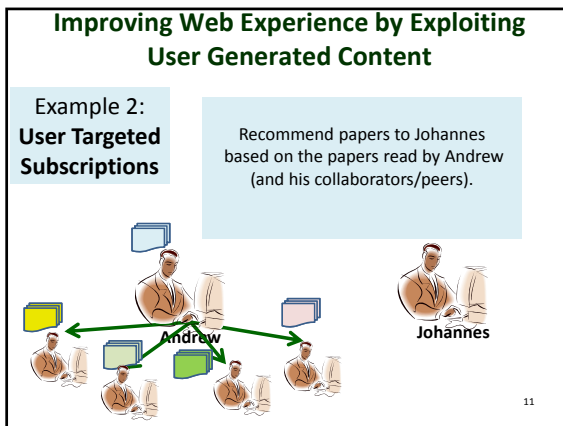 Improving Web Experience by Exploiting
User Generated Content
Example 2:
User Targeted
Subscriptions
Recommend papers to Johannes
based on the papers read by Andrew
(and his collaborators/peers).
Andrew
Johannes
11